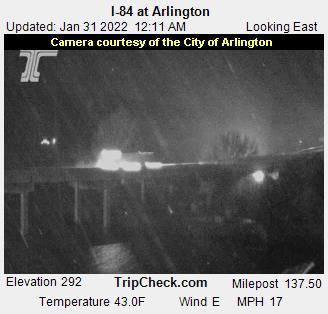 I-84 at Arlington
Updated: Jan 31 2022 12:11 AM Looking East
Camera courtesy of the City of Arlington
Elevation 292 TripCheck.com Milepost 137.50
Temperature 43.0F Wind E MPH 17